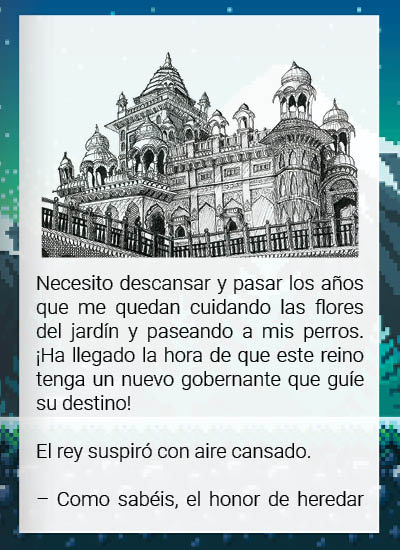 Necesito descansar y pasar los años
que me quedan cuidando las flores
del jardín y paseando a mis perros.
¡Ha llegado la hora de que este reino
tenga un nuevo gobernante que guíe
su destino!
El rey suspiró con aire cansado.
– Como sabéis, el honor de heredar